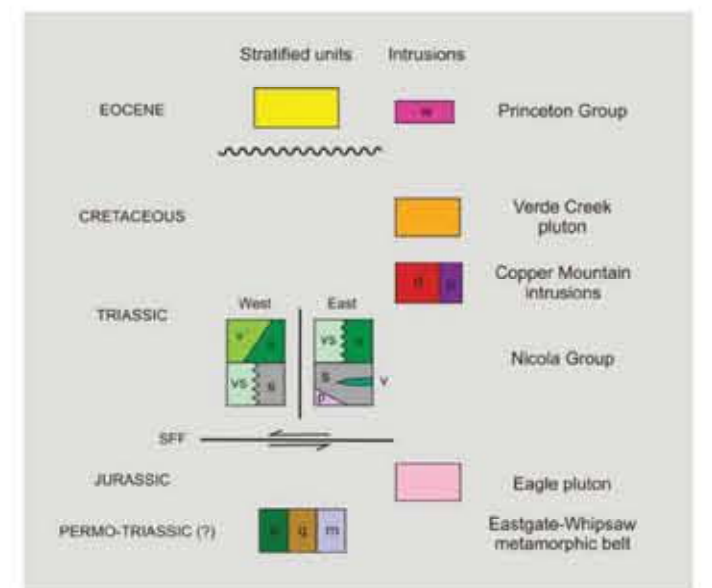 Stratified units Intrusions
EOCENE Princeton Group
CRETACEOUS Verde Creek
pluton
Copper Mountain
intrusions
TRIASSIC West East
v vs
Nicola Group
vs s s v
p
SFF
JURASSIC Eagle pluton
PERMO-TRIASSIC (?) q m Eastgate-Whipsaw
metamorphic belt